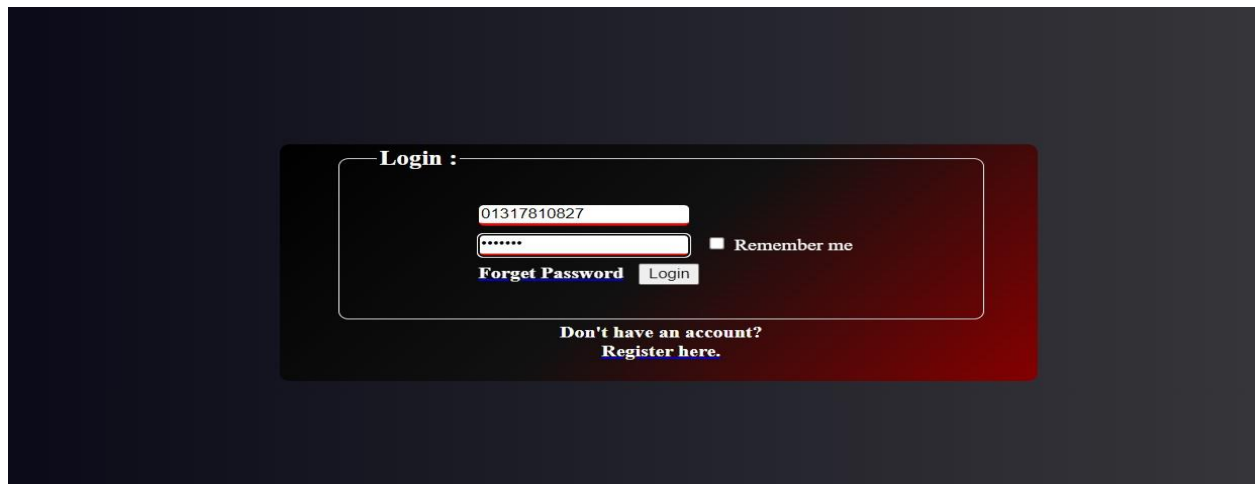 Login :
01317810827
•••••••
Remember me
Forget Password Login
Don't have an account?
Register here.